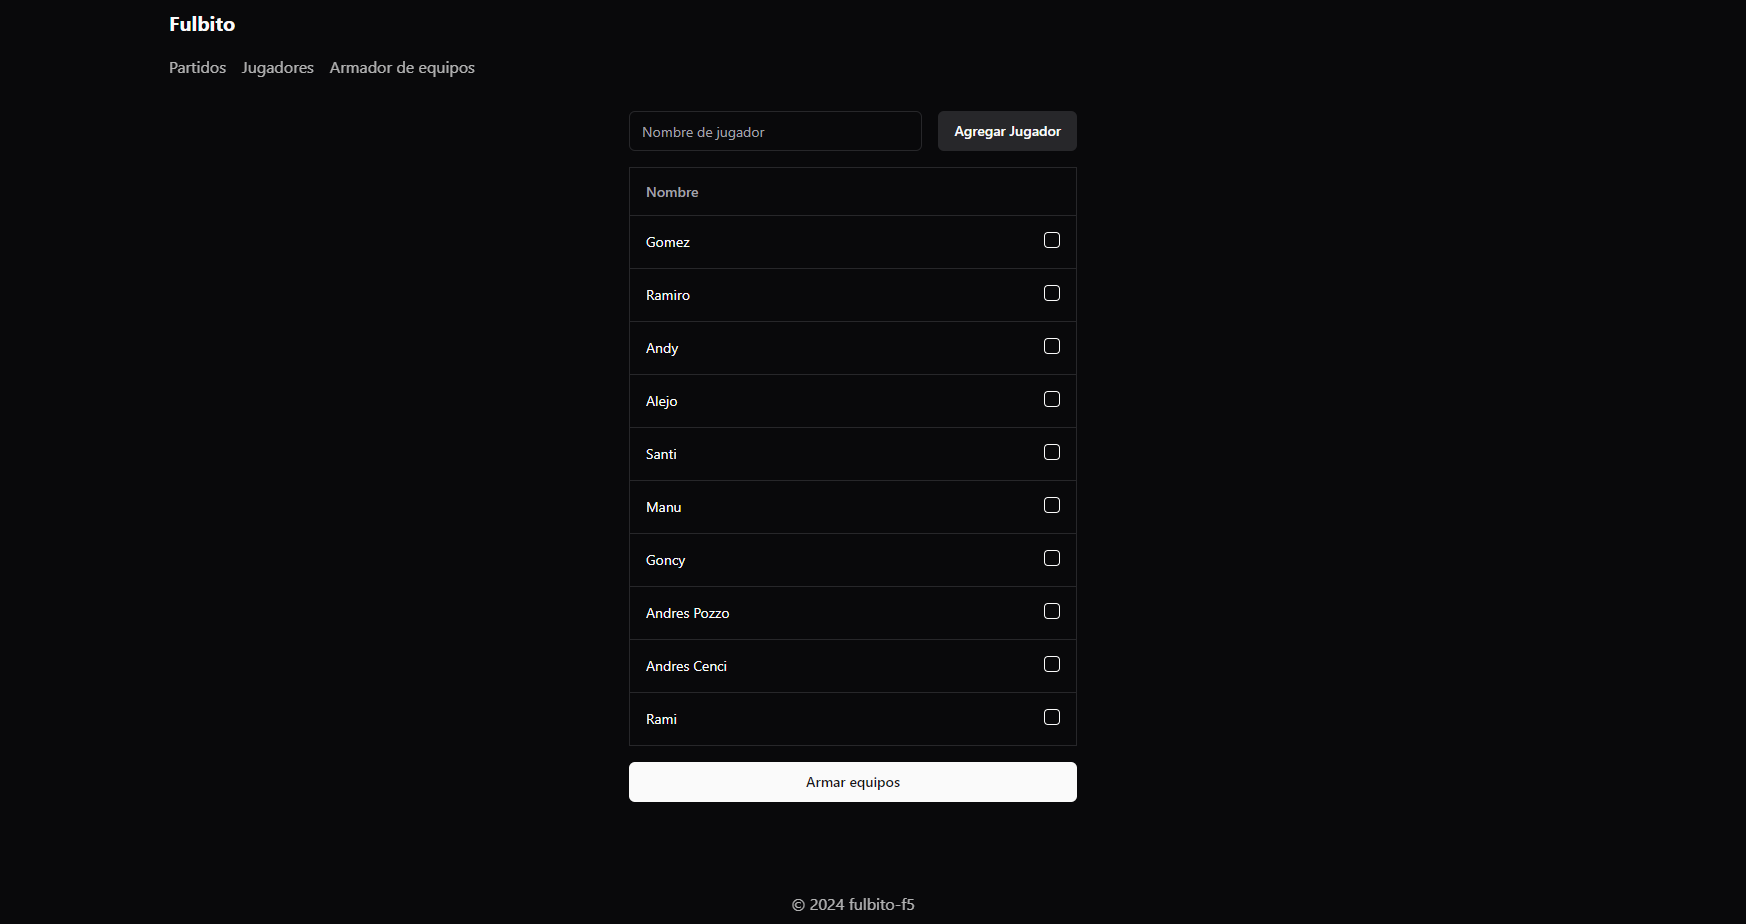 Fulbito
Partidos Jugadores Armador de equipos
Nombre de jugador Agregar Jugador
Nombre
Gomez
Ramiro
Andy
Alejo
Santi
Manu
Goncy
Andres Pozzo
Andres Cenci
Rami
Armar equipos
© 2024 fulbito-f5